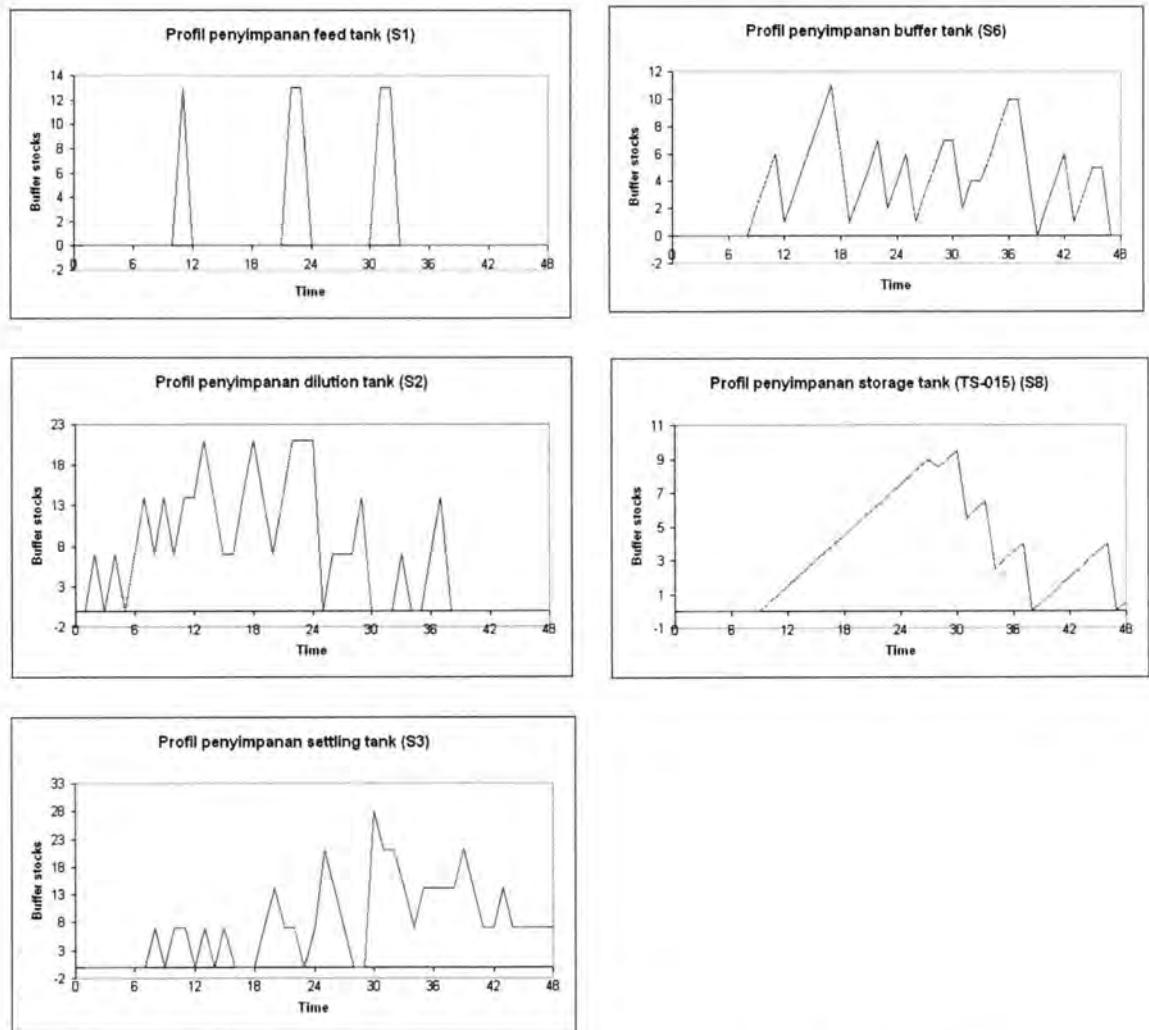 Profil penyimpanan feed tank (S1)
14
12
10
8
6
4
2
0
-2
0 6 12 18 24 30 36 42 48
Buffer stocks
Time
Profil penyimpanan buffer tank (S6)
12
10
8
6
4
2
0
-2
0 6 12 18 24 30 36 42 48
Buffer stocks
Time
Profil penyimpanan dilution tank (S2)
23
18
13
8
3
-2
0 6 12 18 24 30 36 42 48
Buffer stocks
Time
Profil penyimpanan storage tank (TS-015) (S8)
11
9
7
5
3
1
-1
0 6 12 18 24 30 36 42 48
Buffer stocks
Time
Profil penyimpanan settling tank (S3)
33
28
23
18
13
8
3
-2
0 6 12 18 24 30 36 42 48
Buffer stocks
Time